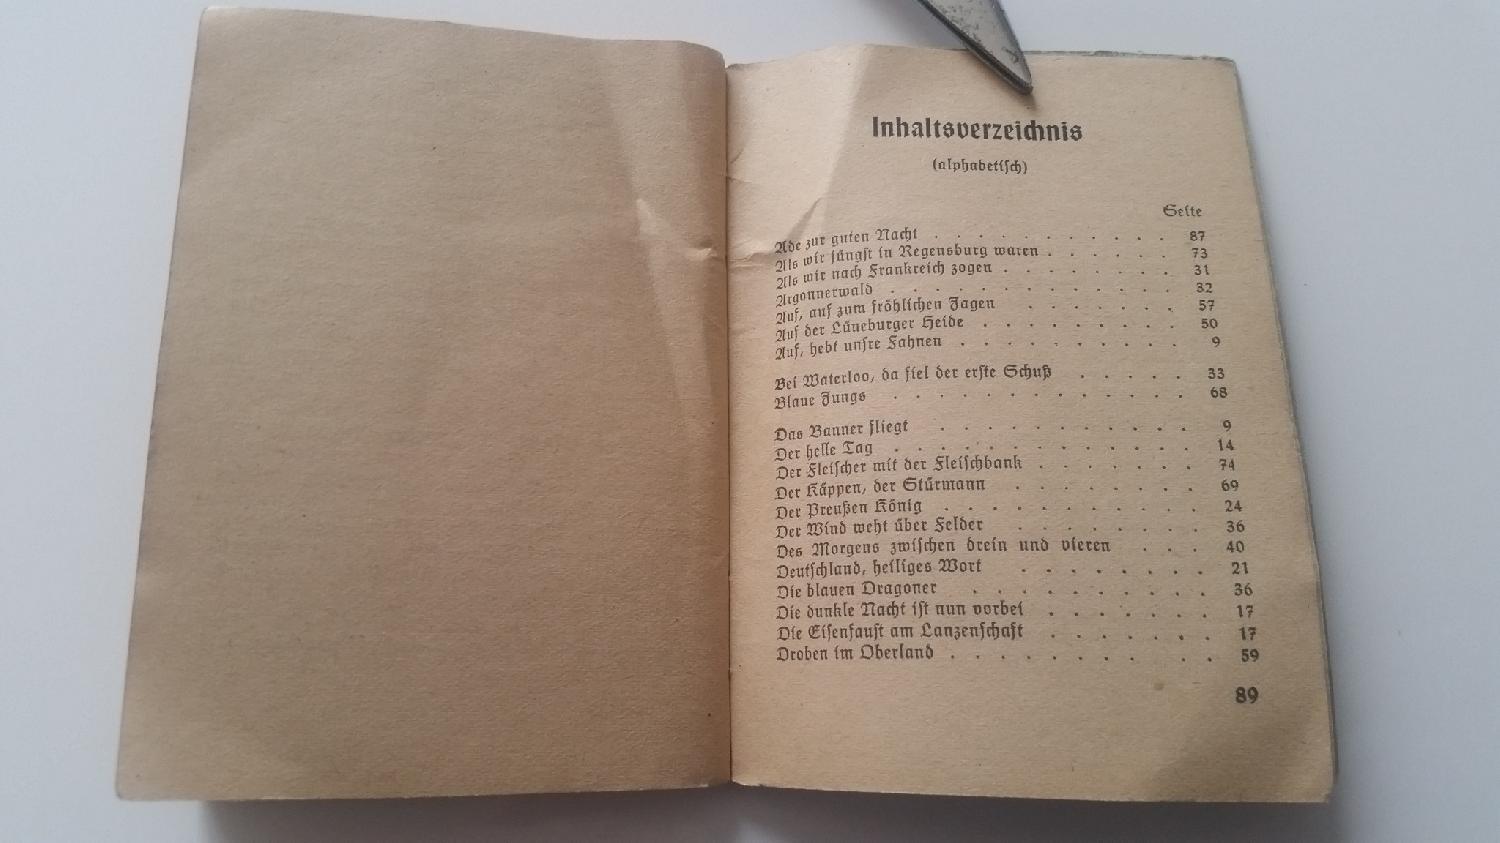 Inhaltsverzeichnis
(alphabetisch)
Seite
Ade zur guten Nacht . . . . . . . . . . . 87
Als wir jüngst in Regensburg waren . . . . . . 73
Als wir nach Frankreich zogen . . . . . . . . 31
Argonnerwald . . . . . . . . . . . . . 32
Auf, auf zum fröhlichen Jagen . . . . . . . 57
Auf der Lüneburger Heide . . . . . . . . . 50
Auf, hebt unsre Fahnen . . . . . . . . . . 9
Bei Waterloo, da fiel der erste Schuß . . . . . 33
Blaue Jungs . . . . . . . . . . . . . 68
Das Banner fliegt . . . . . . . . . . . 9
Der helle Tag . . . . . . . . . . . . 14
Der Fleischer mit der Fleischbank . . . . . . . 74
Der Käppen, der Stürmann . . . . . . . . 69
Der Preußen König . . . . . . . . . . . 24
Der Wind weht über Felder . . . . . . . . 36
Des Morgens zwischen drein und vieren . . . 40
Deutschland, heiliges Wort . . . . . . . . 21
Die blauen Dragoner . . . . . . . . . . 36
Die dunkle Nacht ist nun vorbei . . . . . . . 17
Die Eisenfaust am Lanzenschaft . . . . . . . 17
Droben im Oberland . . . . . . . . . . . 59
89